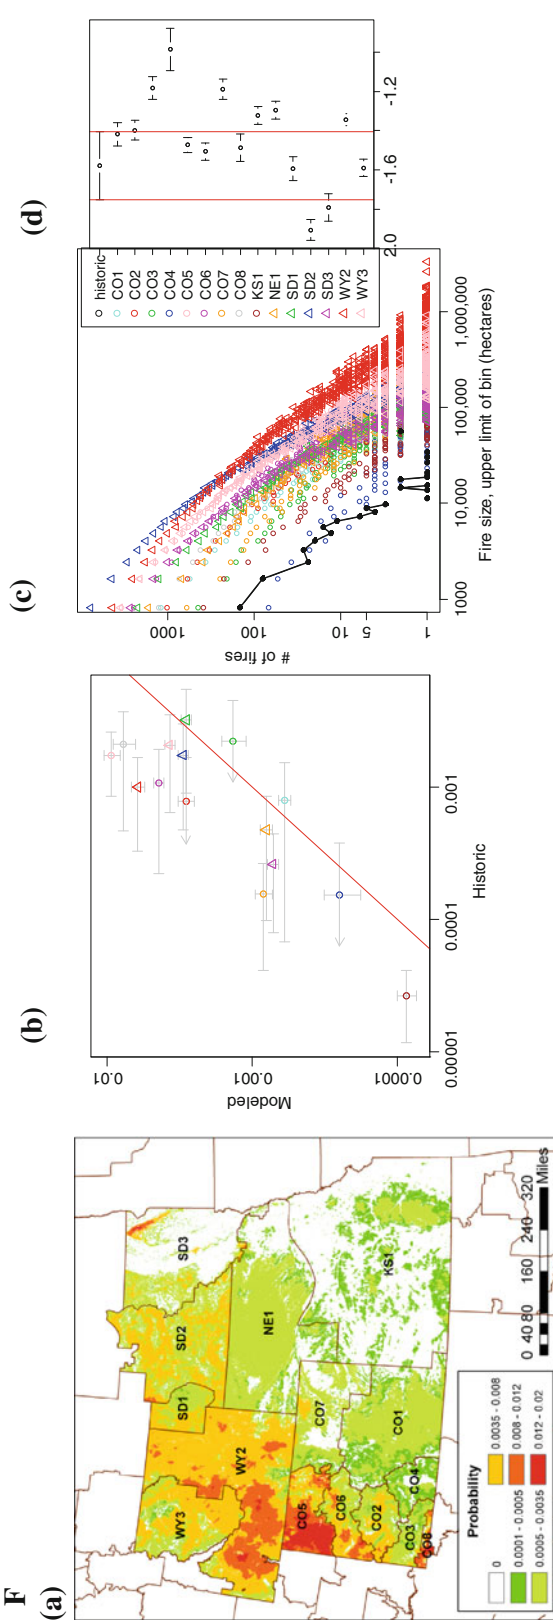 F
(a)
WY3
WY2
SD1
SD2
SD3
NE1
KS1
CO5
CO6
CO7
CO2
CO1
CO3
CO4
CO8
Probability
0
0.0001 - 0.0005
0.0005 - 0.0035
0.0035 - 0.008
0.008 - 0.012
0.012 - 0.02
0 40 80 160 240 320
Miles
(b)
Modeled
0.01
0.001
0.0001
0.00001
0.0001
0.001
Historic
(c)
# of fires
1000
100
10
5
1
1000
10,000
100,000
1,000,000
Fire size, upper limit of bin (hectares)
historic
CO1
CO2
CO3
CO4
CO5
CO6
CO7
CO8
KS1
NE1
SD1
SD2
SD3
WY2
WY3
(d)
-1.2
-1.6
2.0